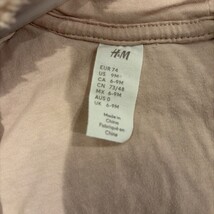 H&M
EUR 74
US 9M
CA 6-9M
CN 73/48
MX 6-9M
AUS 0
UK 6-9M
Made in
China
Fabriqué en
Chine